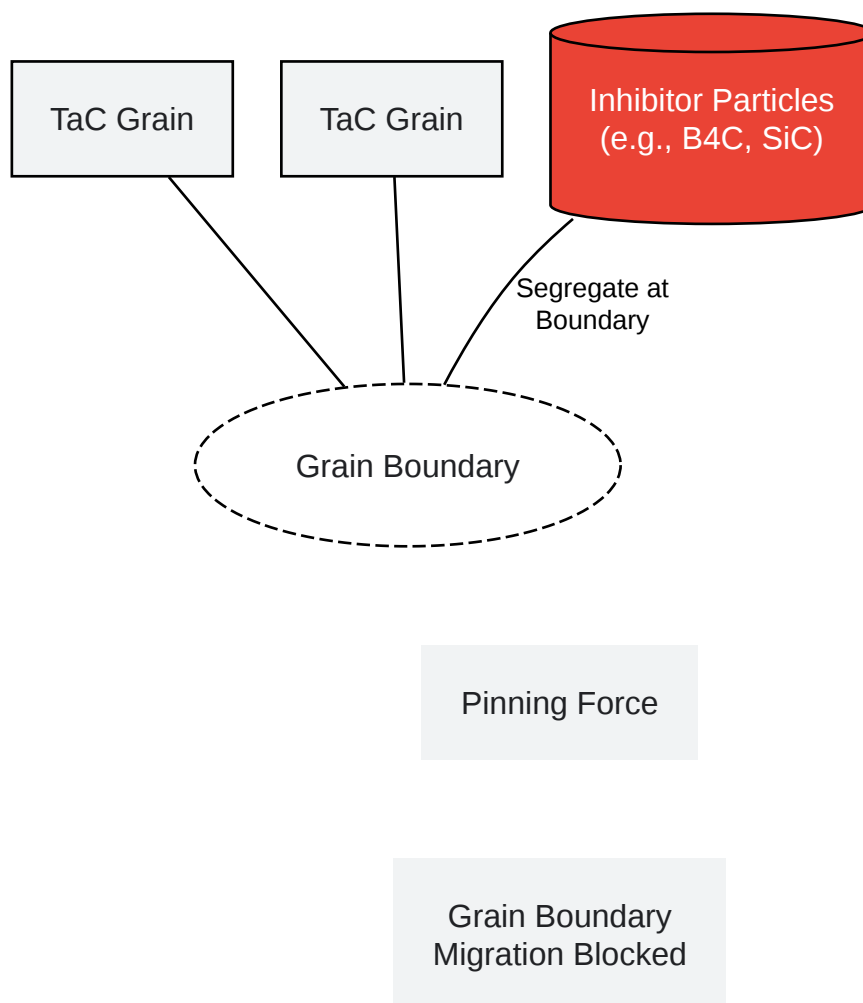 TaC Grain
TaC Grain
Inhibitor Particles
(e.g., B4C, SiC)
Segregate at
Boundary
Grain Boundary
Pinning Force
Grain Boundary
Migration Blocked